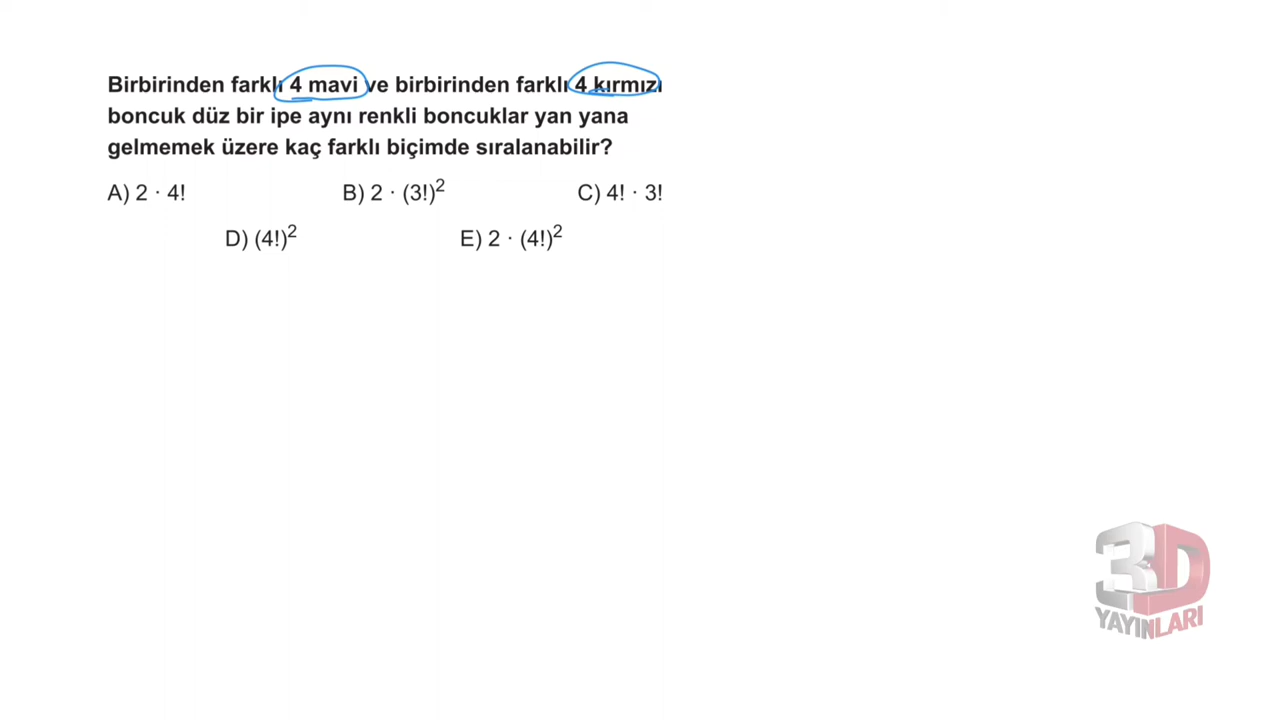 Birbirinden farklı 4 mavi ve birbirinden farklı 4 kırmızı
boncuk düz bir ipe aynı renkli boncuklar yan yana
gelmemek üzere kaç farklı biçimde sıralanabilir?
A) 2 · 4! B) 2 · (3!)² C) 4! · 3!
D) (4!)² E) 2 · (4!)²
3D
YAYINLARI